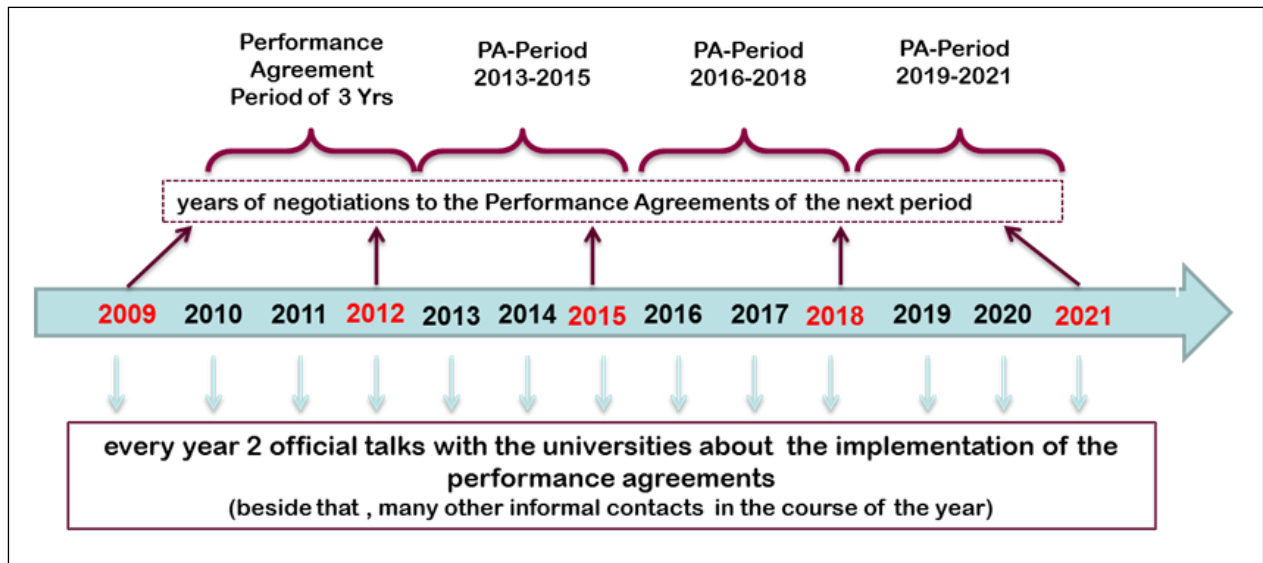 Performance
Agreement
Period of 3 Yrs
PA-Period
2013-2015
PA-Period
2016-2018
PA-Period
2019-2021
years of negotiations to the Performance Agreements of the next period
2009 2010 2011 2012 2013 2014 2015 2016 2017 2018 2019 2020 2021
every year 2 official talks with the universities about the implementation of the
performance agreements
(beside that , many other informal contacts in the course of the year)